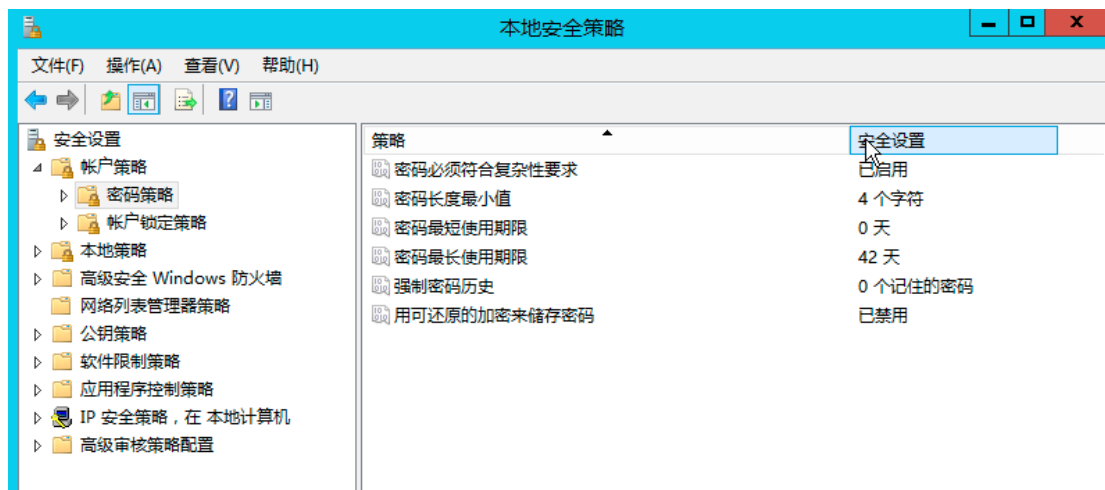 本地安全策略
文件(F) 操作(A) 查看(V) 帮助(H)
安全设置
帐户策略
密码策略
帐户锁定策略
本地策略
高级安全 Windows 防火墙
网络列表管理器策略
公钥策略
软件限制策略
应用程序控制策略
IP 安全策略，在 本地计算机
高级审核策略配置
策略 安全设置
密码必须符合复杂性要求 已启用
密码长度最小值 4 个字符
密码最短使用期限 0 天
密码最长使用期限 42 天
强制密码历史 0 个记住的密码
用可还原的加密来储存密码 已禁用